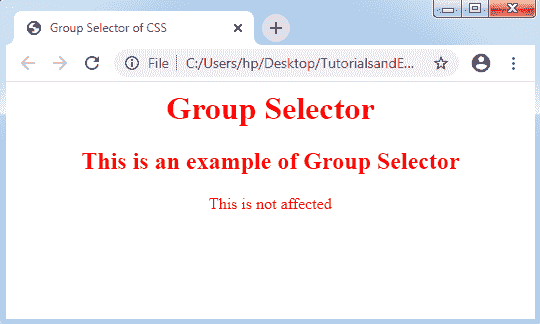 Group Selector of CSS
File | C:/Users/hp/Desktop/TutorialsandE...
Group Selector
This is an example of Group Selector
This is not affected